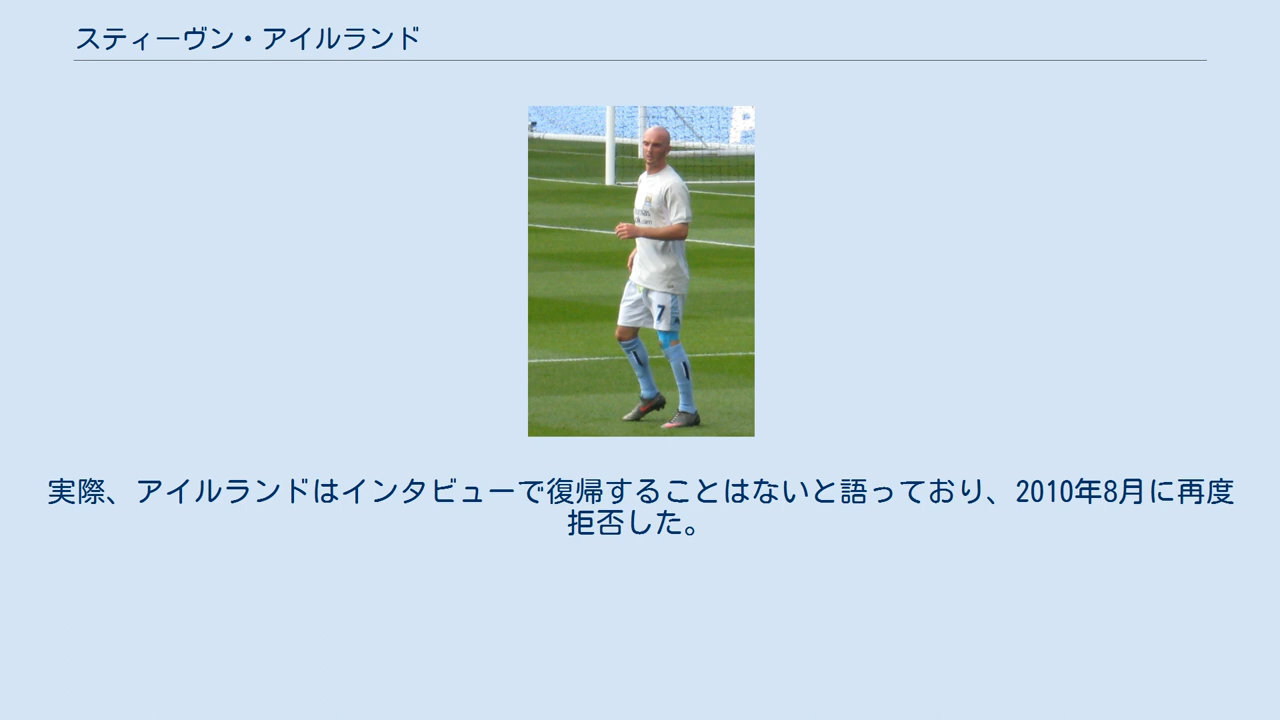 スティーヴン・アイルランド
P
7
実際、アイルランドはインタビューで復帰することはないと語っており、2010年8月に再度
拒否した。